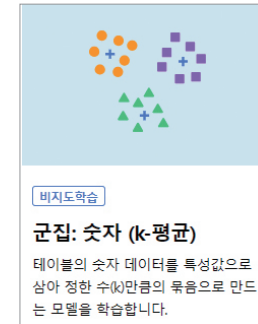 비지도학습
군집: 숫자 (k-평균)
테이블의 숫자 데이터를 특성값으로
삼아 정한 수(k)만큼의 묶음으로 만드
는 모델을 학습합니다.